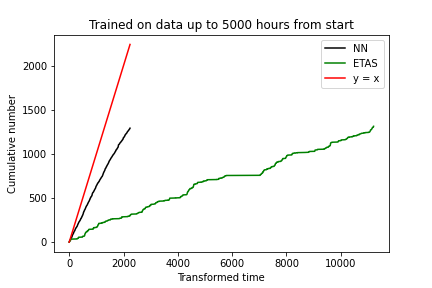 Trained on data up to 5000 hours from start
NN
ETAS
y = x
Cumulative number
2000
1500
1000
500
0
0
2000
4000
6000
8000
10000
Transformed time